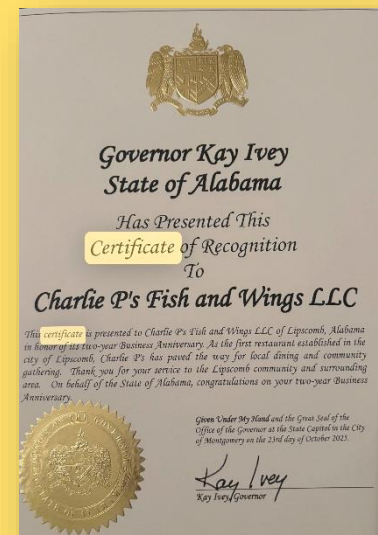 Governor Kay Ivey
State of Alabama
Has Presented This
Certificate of Recognition
To
Charlie P's Fish and Wings LLC
This certificate is presented to Charlie P's Fish and Wings LLC of Lipscomb, Alabama
in honor of its two-year Business Anniversary. As the first restaurant established in the
city of Lipscomb, Charlie P's has paved the way for local dining and community
gathering. Thank you for your service to the Lipscomb community and surrounding
area. On behalf of the State of Alabama, congratulations on your two-year Business
Anniversary.
Given Under My Hand and the Great Seal of the
Office of the Governor at the State Capitol in the City
of Montgomery on the 23rd day of October 2025.
Kay Ivey
Kay Ivey, Governor